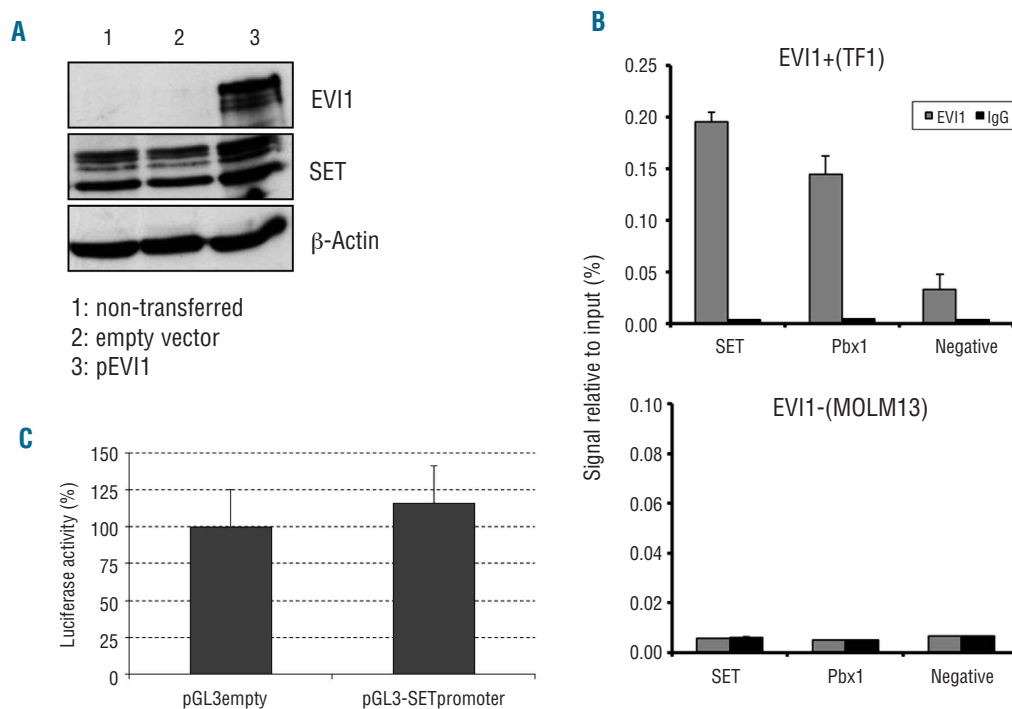 A
1 2 3
EVI1
SET
β-Actin
1: non-transferred
2: empty vector
3: pEVI1
B
EVI1+(TF1)
EVI1 IgG
Signal relative to input (%)
0.25
0.20
0.15
0.10
0.05
0.00
SET Pbx1 Negative
EVI1-(MOLM13)
0.10
0.08
0.06
0.04
0.02
0.00
SET Pbx1 Negative
C
Luciferase activity (%)
150
125
100
75
50
25
0
pGL3empty pGL3-SETpromoter